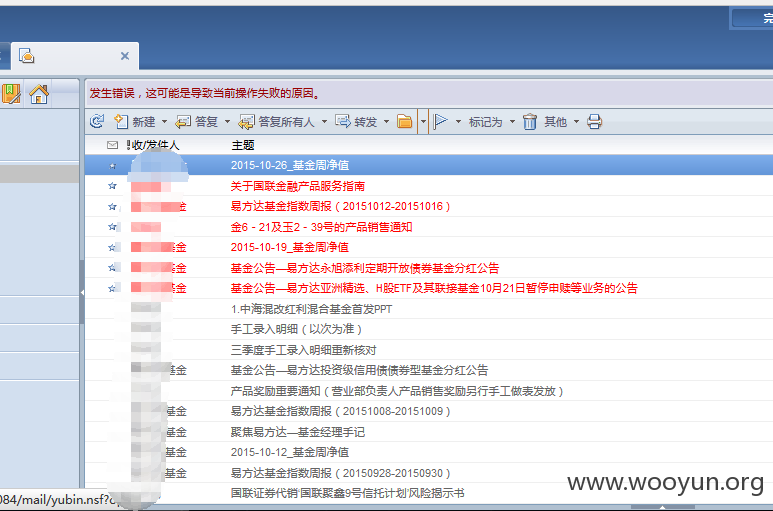 完
发生错误，这可能是导致当前操作失败的原因。
新建 答复 答复所有人 转发 标记为 其他
!收/发件人 主题
2015-10-26_基金周净值
关于国联金融产品服务指南
金 易方达基金指数周报（20151012-20151016）
金6－21及玉2－39号的产品销售通知
基金 2015-10-19_基金周净值
基金 基金公告—易方达永旭添利定期开放债券基金分红公告
基金 基金公告—易方达亚洲精选、H股ETF及其联接基金10月21日暂停申赎等业务的公告
1.中海混改红利混合基金首发PPT
手工录入明细（以次为准）
三季度手工录入明细重新核对
基金 基金公告—易方达投资级信用债债券型基金分红公告
产品奖励重要通知（营业部负责人产品销售奖励另行手工做表发放）
基金 易方达基金指数周报（20151008-20151009）
基金 聚焦易方达—基金经理手记
基金 2015-10-12_基金周净值
基金 易方达基金指数周报（20150928-20150930）
国联证券代销'国联聚鑫9号信托计划'风险揭示书
084/mail/yubin.nsf?o
www.wooyun.org